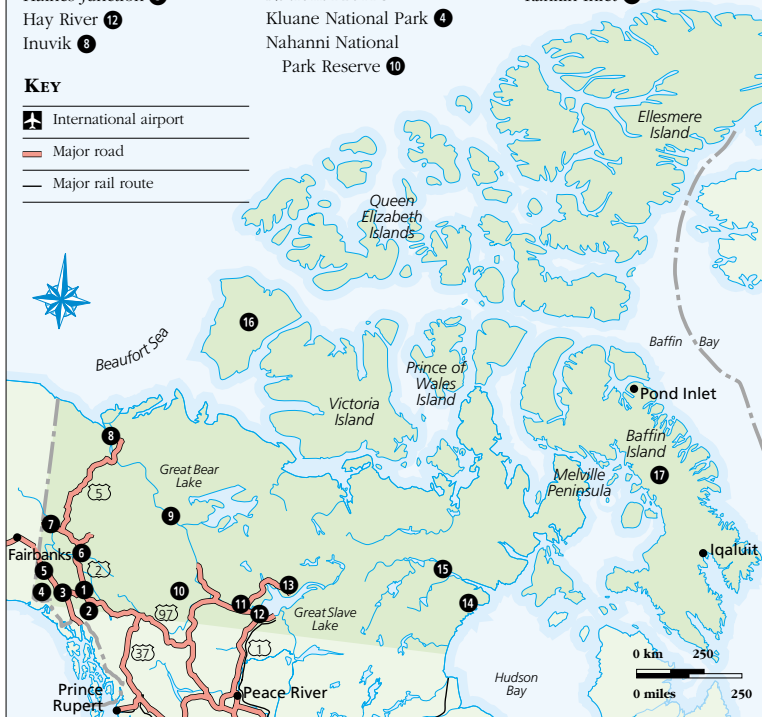 Hay River 12
Inuvik 8
Kluane National Park 4
Nahanni National
Park Reserve 10
KEY
International airport
Major road
Major rail route
Ellesmere
Island
Queen
Elizabeth
Islands
Beaufort Sea
16
Baffin Bay
Prince of
Wales
Island
Victoria
Island
Pond Inlet
Baffin
Island
17
Melville
Peninsula
8
Great Bear
Lake
5
9
7
Fairbanks
6
2
5
4
3
1
2
10
97
11
12
13
15
14
Iqaluit
Great Slave
Lake
37
1
Hudson
Bay
Prince
Rupert
Peace River
0 km 250
0 miles 250